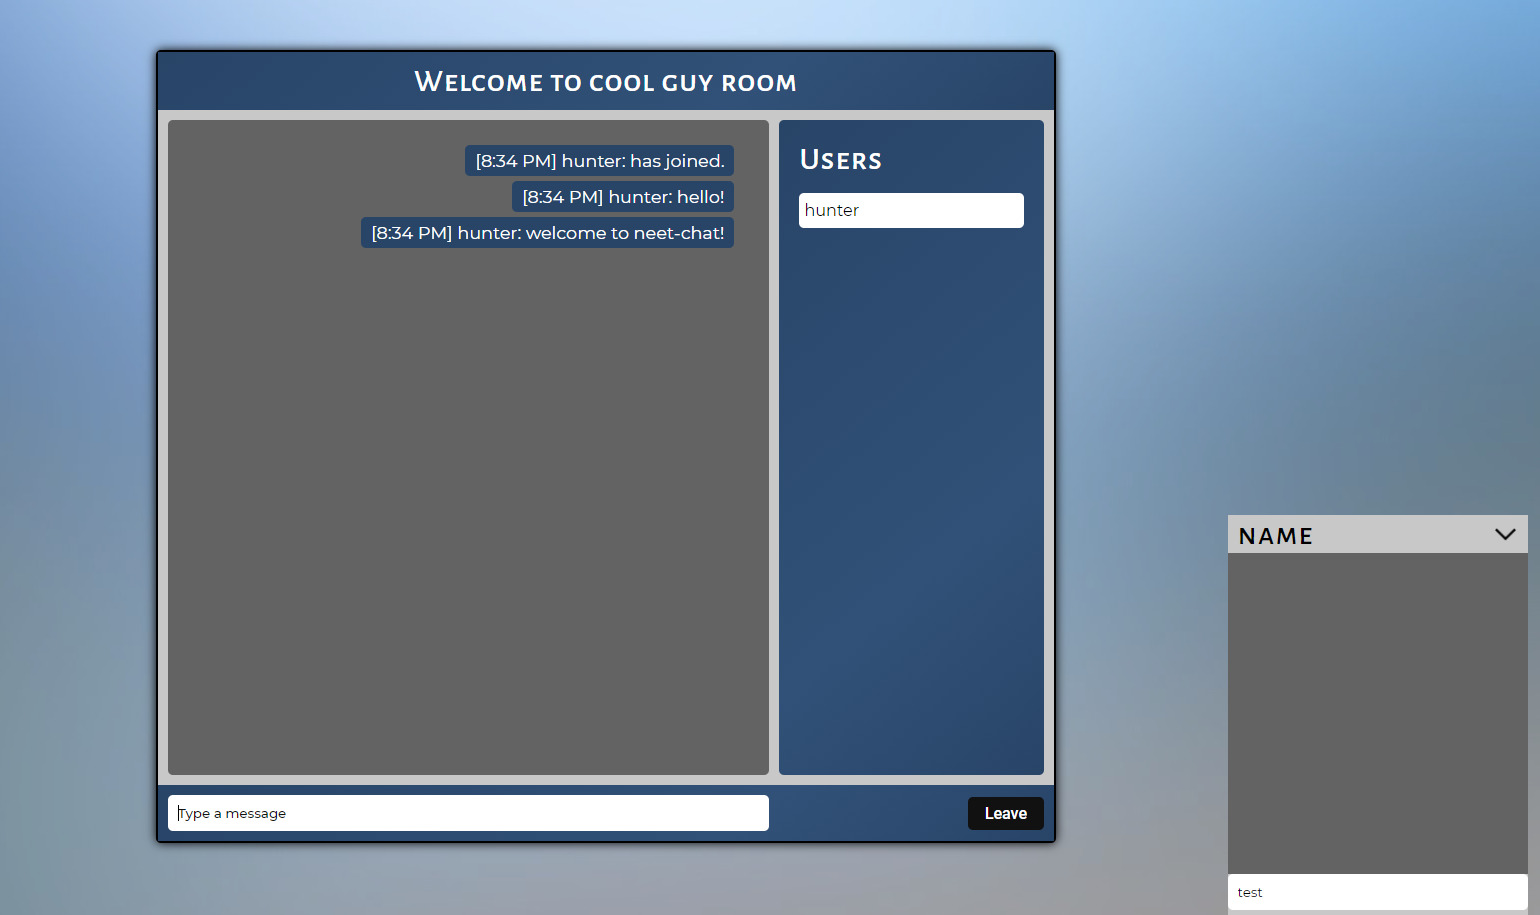 Welcome to cool guy room
[8:34 PM] hunter: has joined.
[8:34 PM] hunter: hello!
[8:34 PM] hunter: welcome to neet-chat!
Users
hunter
Type a message
Leave
NAME
test